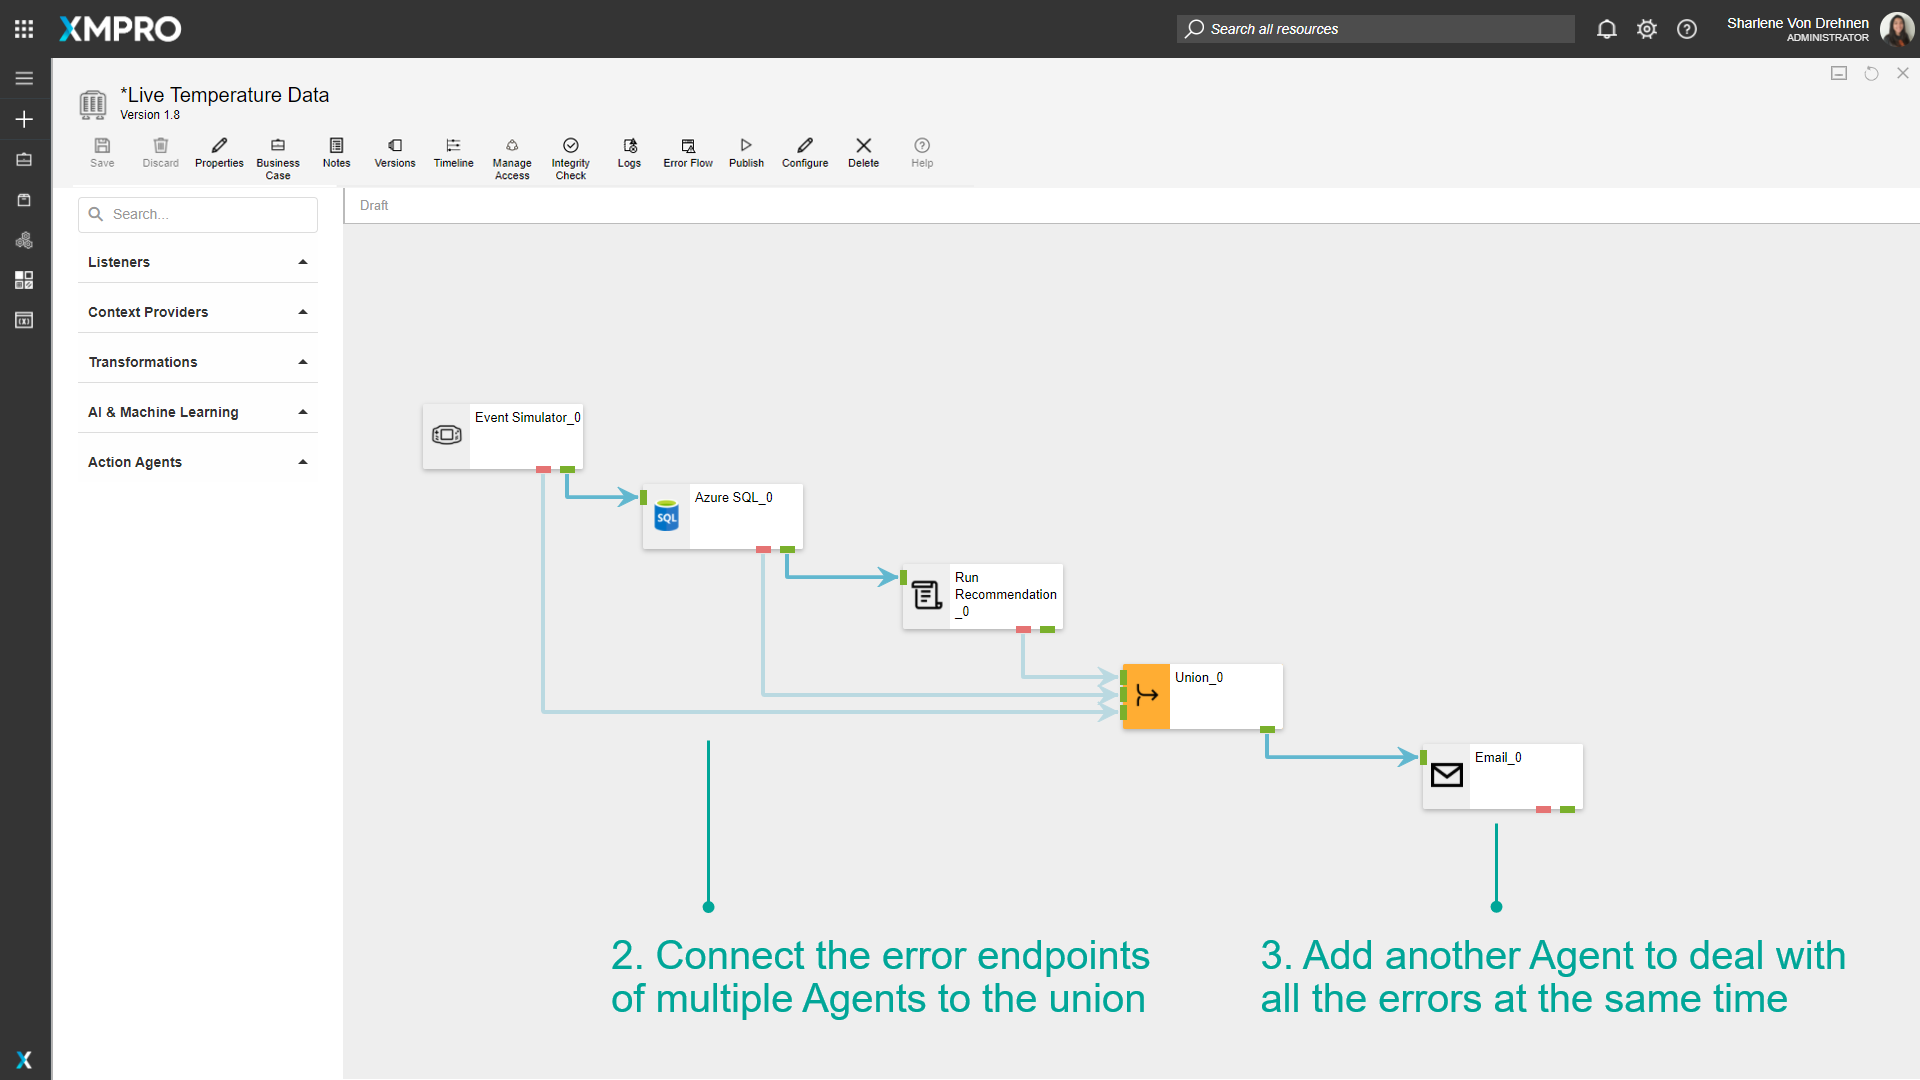 XMPRO
Search all resources
Sharlene Von Drehnen
ADMINISTRATOR
*Live Temperature Data
Version 1.8
Save
Discard
Properties
Business
Case
Notes
Versions
Timeline
Manage
Access
Integrity
Check
Logs
Error Flow
Publish
Configure
Delete
Help
Search...
Draft
Listeners
Context Providers
Transformations
AI & Machine Learning
Action Agents
Event Simulator_0
SQL
Azure SQL_0
Run
Recommendation
_0
Union_0
Email_0
2. Connect the error endpoints
of multiple Agents to the union
3. Add another Agent to deal with
all the errors at the same time